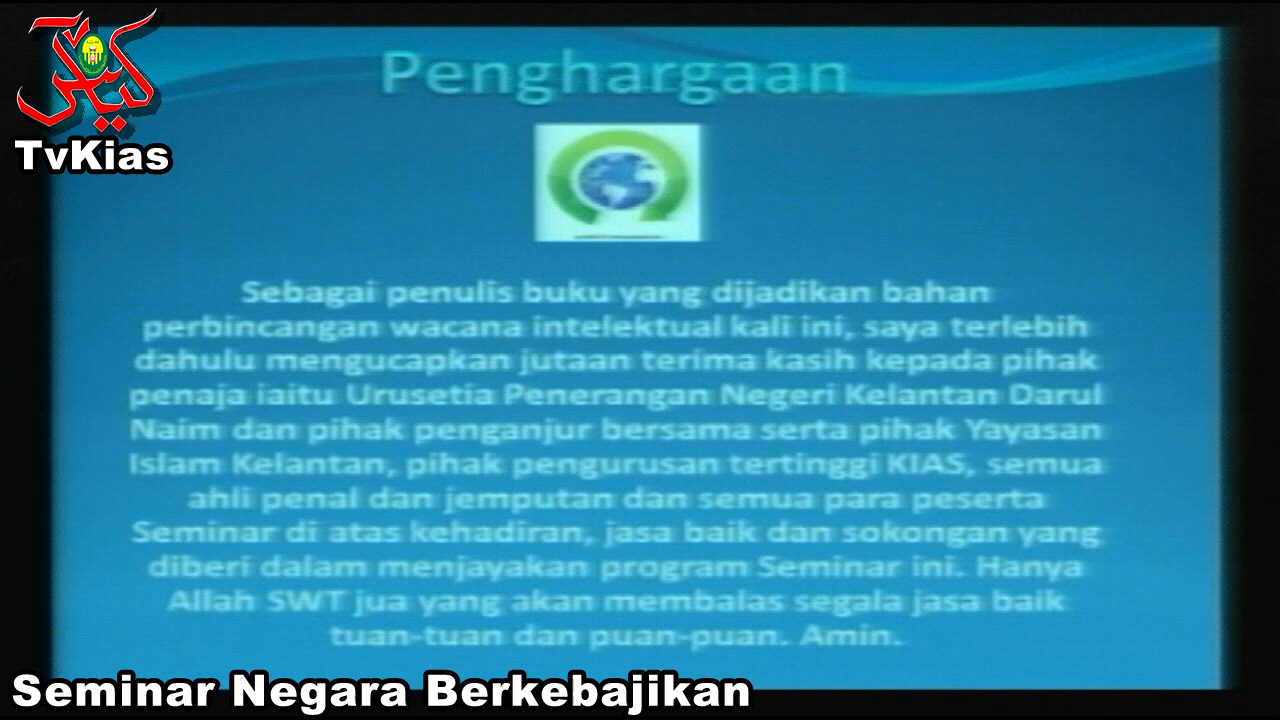 كياس
TvKias
Penghargaan
Sebagai penulis buku yang dijadikan bahan
perbincangan wacana intelektual kali ini, saya terlebih
dahulu mengucapkan jutaan terima kasih kepada pihak
penaja iaitu Urusetia Penerangan Negeri Kelantan Darul
Naim dan pihak penganjur bersama serta pihak Yayasan
Islam Kelantan, pihak pengurusan tertinggi KIAS, semua
ahli penal dan jemputan dan semua para peserta
Seminar di atas kehadiran, jasa baik dan sokongan yang
diberi dalam menjayakan program Seminar ini. Hanya
Allah SWT jua yang akan membalas segala jasa baik
tuan-tuan dan puan-puan. Amin.
Seminar Negara Berkebajikan